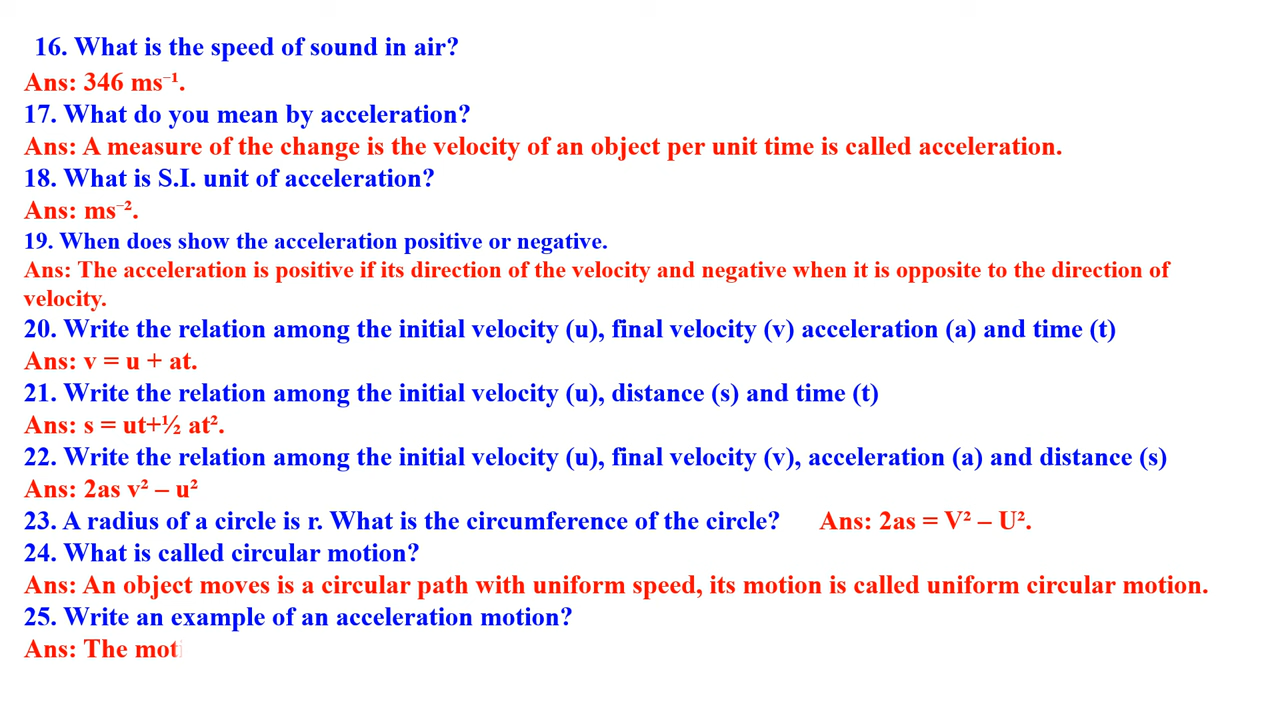 16. What is the speed of sound in air?
Ans: 346 ms⁻¹.
17. What do you mean by acceleration?
Ans: A measure of the change is the velocity of an object per unit time is called acceleration.
18. What is S.I. unit of acceleration?
Ans: ms⁻².
19. When does show the acceleration positive or negative.
Ans: The acceleration is positive if its direction of the velocity and negative when it is opposite to the direction of
velocity.
20. Write the relation among the initial velocity (u), final velocity (v) acceleration (a) and time (t)
Ans: v = u + at.
21. Write the relation among the initial velocity (u), distance (s) and time (t)
Ans: s = ut+½ at².
22. Write the relation among the initial velocity (u), final velocity (v), acceleration (a) and distance (s)
Ans: 2as v² – u²
23. A radius of a circle is r. What is the circumference of the circle? Ans: 2as = V² – U².
24. What is called circular motion?
Ans: An object moves is a circular path with uniform speed, its motion is called uniform circular motion.
25. Write an example of an acceleration motion?
Ans: The mot